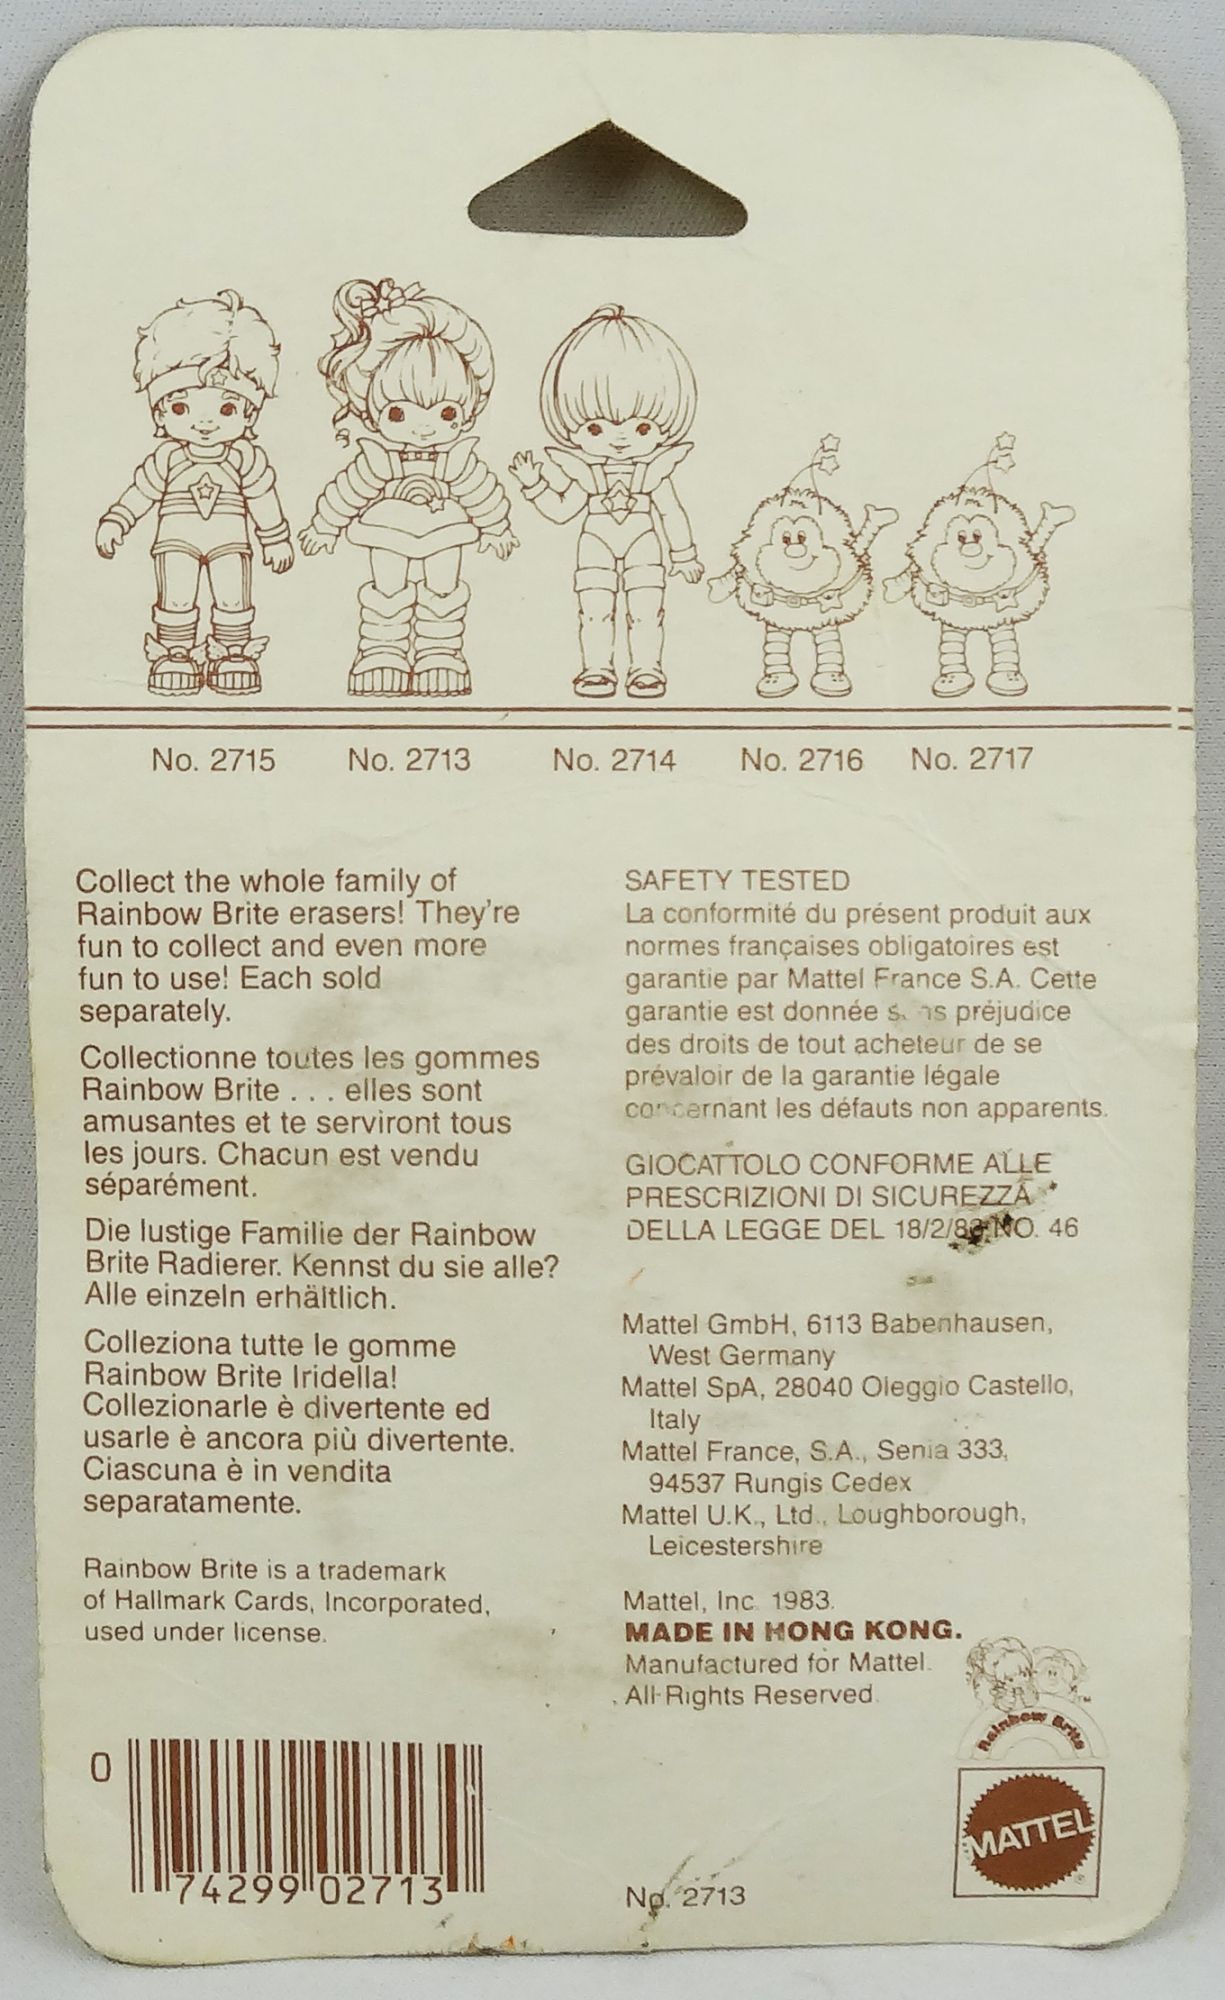 No. 2715 No. 2713 No. 2714 No. 2716 No. 2717
Collect the whole family of
Rainbow Brite erasers! They're
fun to collect and even more
fun to use! Each sold
separately.
Collectionne toutes les gommes
Rainbow Brite . . . elles sont
amusantes et te serviront tous
les jours. Chacun est vendu
séparément.
Die lustige Familie der Rainbow
Brite Radierer. Kennst du sie alle?
Alle einzeln erhältlich.
Colleziona tutte le gomme
Rainbow Brite Iridella!
Collezionarle è divertente ed
usarle è ancora più divertente.
Ciascuna è in vendita
separatamente.
Rainbow Brite is a trademark
of Hallmark Cards, Incorporated,
used under license.
0 74299 02713
SAFETY TESTED
La conformité du présent produit aux
normes françaises obligatoires est
garantie par Mattel France S.A. Cette
garantie est donnée sans préjudice
des droits de tout acheteur de se
prévaloir de la garantie légale
concernant les défauts non apparents.
GIOCATTOLO CONFORME ALLE
PRESCRIZIONI DI SICUREZZA
DELLA LEGGE DEL 18/2/83 NO. 46
Mattel GmbH, 6113 Babenhausen,
West Germany
Mattel SpA, 28040 Oleggio Castello,
Italy
Mattel France, S.A., Senia 333,
94537 Rungis Cedex
Mattel U.K., Ltd., Loughborough,
Leicestershire
Mattel, Inc. 1983.
MADE IN HONG KONG.
Manufactured for Mattel.
All Rights Reserved.
Rainbow Brite
MATTEL
®
No. 2713